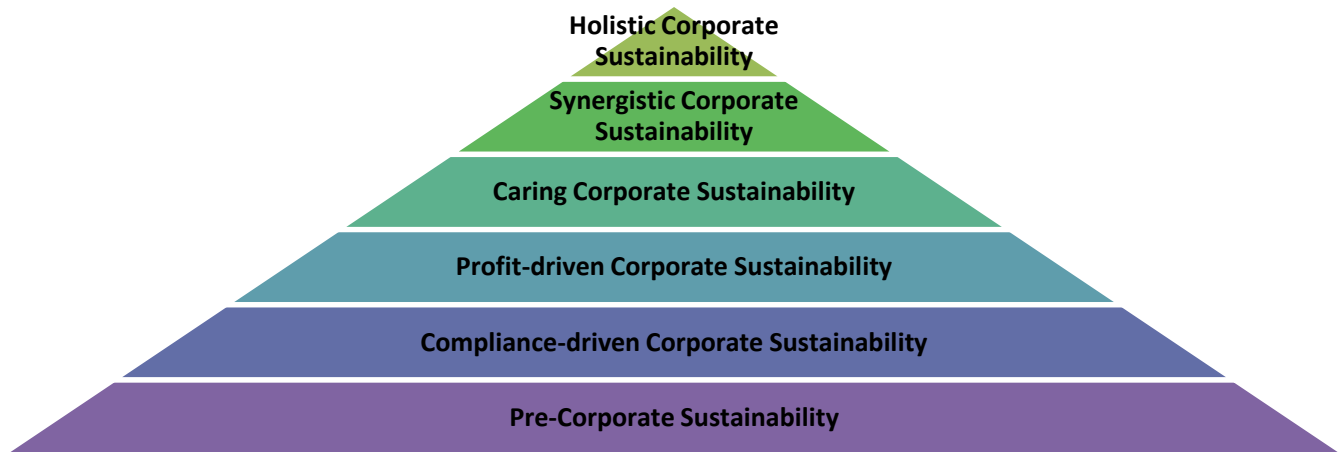 Holistic Corporate
Sustainability
Synergistic Corporate
Sustainability
Caring Corporate Sustainability
Profit-driven Corporate Sustainability
Compliance-driven Corporate Sustainability
Pre-Corporate Sustainability